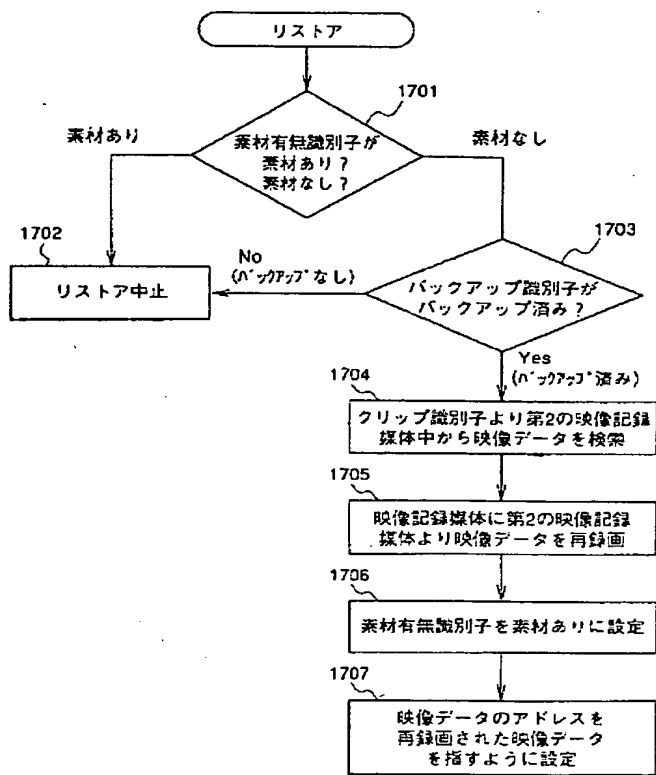 リストア
1701
素材あり
素材有無識別子が
素材あり?
素材なし?
素材なし
1702
リストア中止
No
(バックアップなし)
1703
バックアップ識別子が
バックアップ済み?
Yes
(バックアップ済み)
1704
クリップ識別子より第2の映像記録
媒体中から映像データを検索
1705
映像記録媒体に第2の映像記録
媒体より映像データを再録画
1706
素材有無識別子を素材ありに設定
1707
映像データのアドレスを
再録画された映像データ
を指すように設定